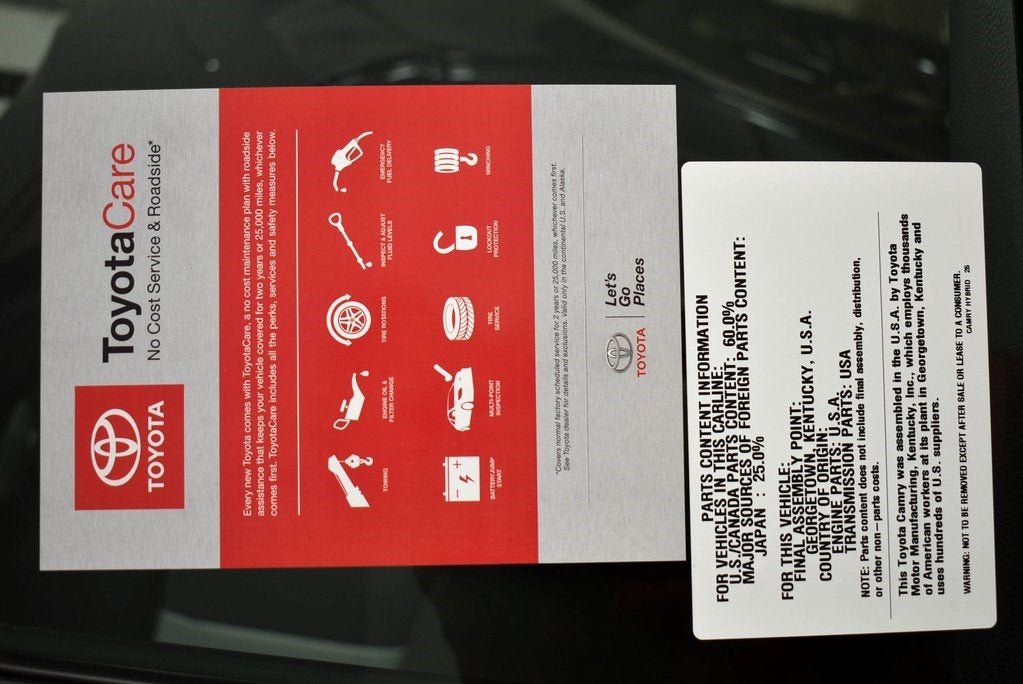 TOYOTA
ToyotaCare
No Cost Service & Roadside*
Every new Toyota comes with ToyotaCare, a no cost maintenance plan with roadside
assistance that keeps your vehicle covered for two years or 25,000 miles, whichever
comes first. ToyotaCare includes all the perks, services and safety measures below.
TOWING
ENGINE OIL &
FILTER CHANGE
TIRE ROTATIONS
INSPECT & ADJUST
FLUID LEVELS
EMERGENCY
FUEL DELIVERY
BATTERY/JUMP
START
MULTI-POINT
INSPECTION
TIRE
SERVICE
LOCKOUT
PROTECTION
WINCHING
*Covers normal factory scheduled service for 2 years or 25,000 miles, whichever comes first.
See Toyota dealer for details and exclusions. Valid only in the continental U.S. and Alaska.
TOYOTA
Let's
Go
Places
PARTS CONTENT INFORMATION
FOR VEHICLES IN THIS CARLINE:
U.S./CANADA PARTS CONTENT: 60.0%
MAJOR SOURCES OF FOREIGN PARTS CONTENT:
JAPAN : 25.0%
FOR THIS VEHICLE:
FINAL ASSEMBLY POINT:
GEORGETOWN, KENTUCKY, U.S.A.
COUNTRY OF ORIGIN:
ENGINE PARTS: U.S.A.
TRANSMISSION PARTS: USA
NOTE: Parts content does not include final assembly, distribution,
or other non-parts costs.
This Toyota Camry was assembled in the U.S.A. by Toyota
Motor Manufacturing, Kentucky, Inc., which employs thousands
of American workers at its plant in Georgetown, Kentucky and
uses hundreds of U.S. suppliers.
WARNING: NOT TO BE REMOVED EXCEPT AFTER SALE OR LEASE TO A CONSUMER.
CAMRY HYBRID 26